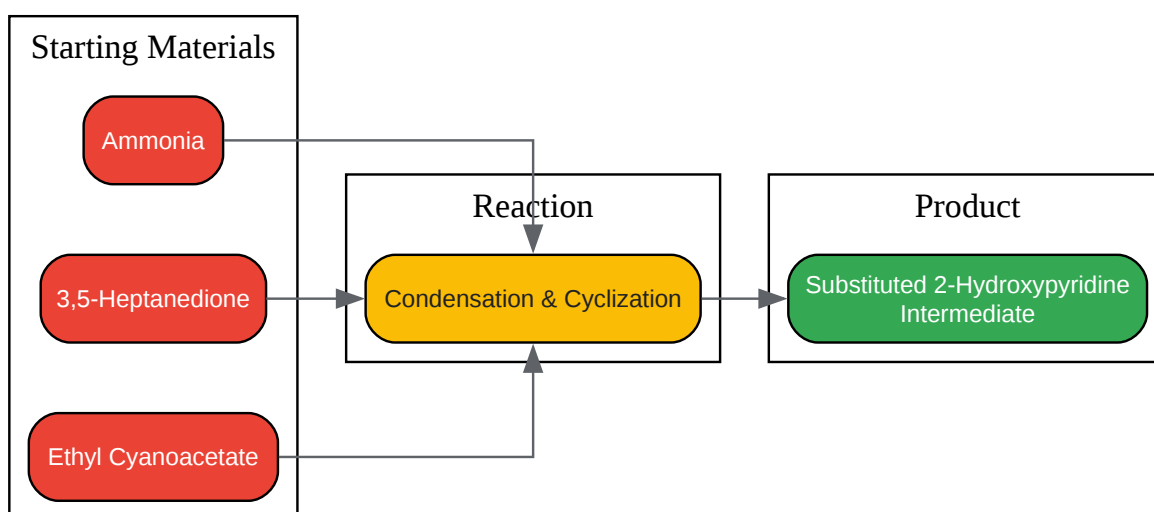 Starting Materials
Ammonia
3,5-Heptanedione
Ethyl Cyanoacetate
Reaction
Condensation & Cyclization
Product
Substituted 2-Hydroxypyridine
Intermediate